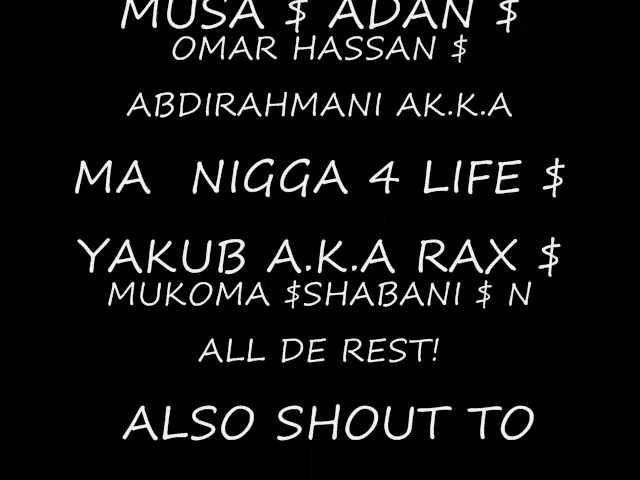 MUSA $ ADAN $
OMAR HASSAN $
ABDIRAHMANI AK.K.A
MA NIGGA 4 LIFE $
YAKUB A.K.A RAX $
MUKOMA $SHABANI $ N
ALL DE REST!
ALSO SHOUT TO